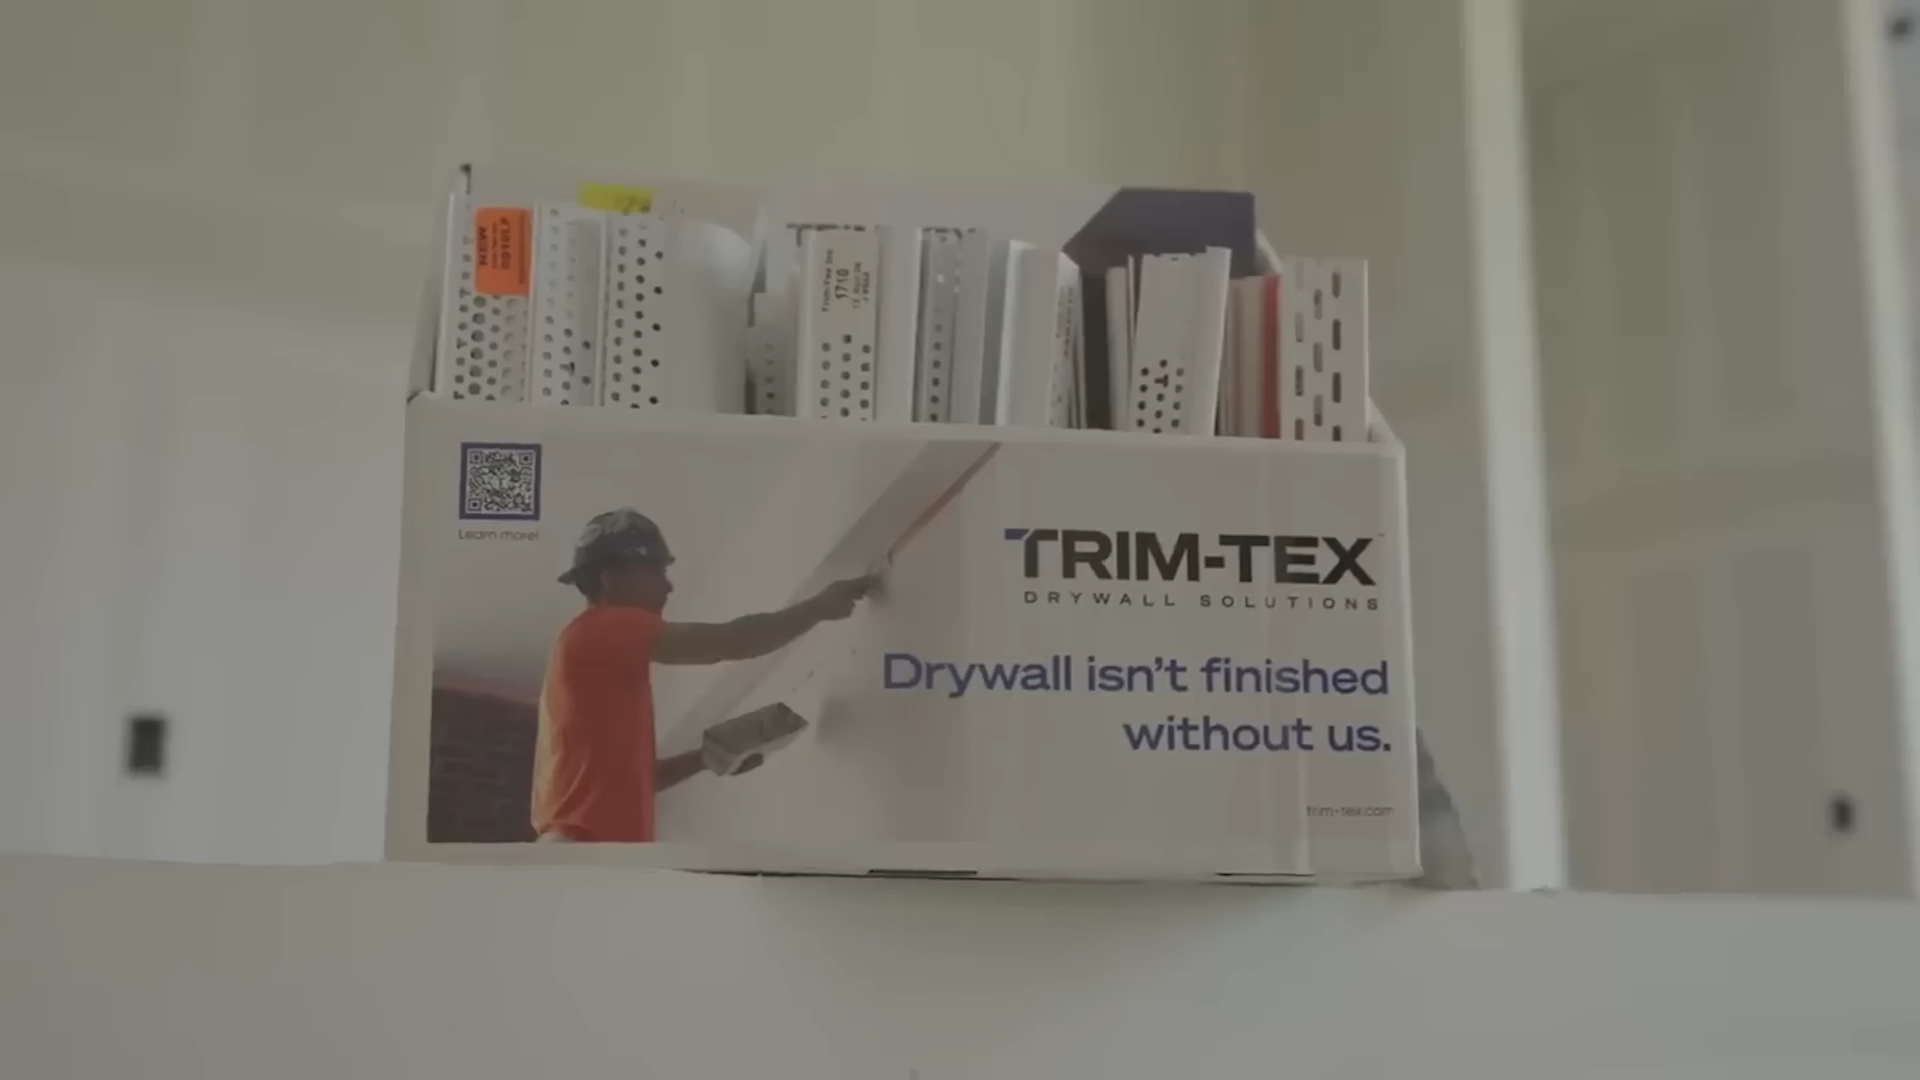 NEW
1710
Learn more!
TRIM-TEX
DRYWALL SOLUTIONS
Drywall isn't finished
without us.
trim-tex.com